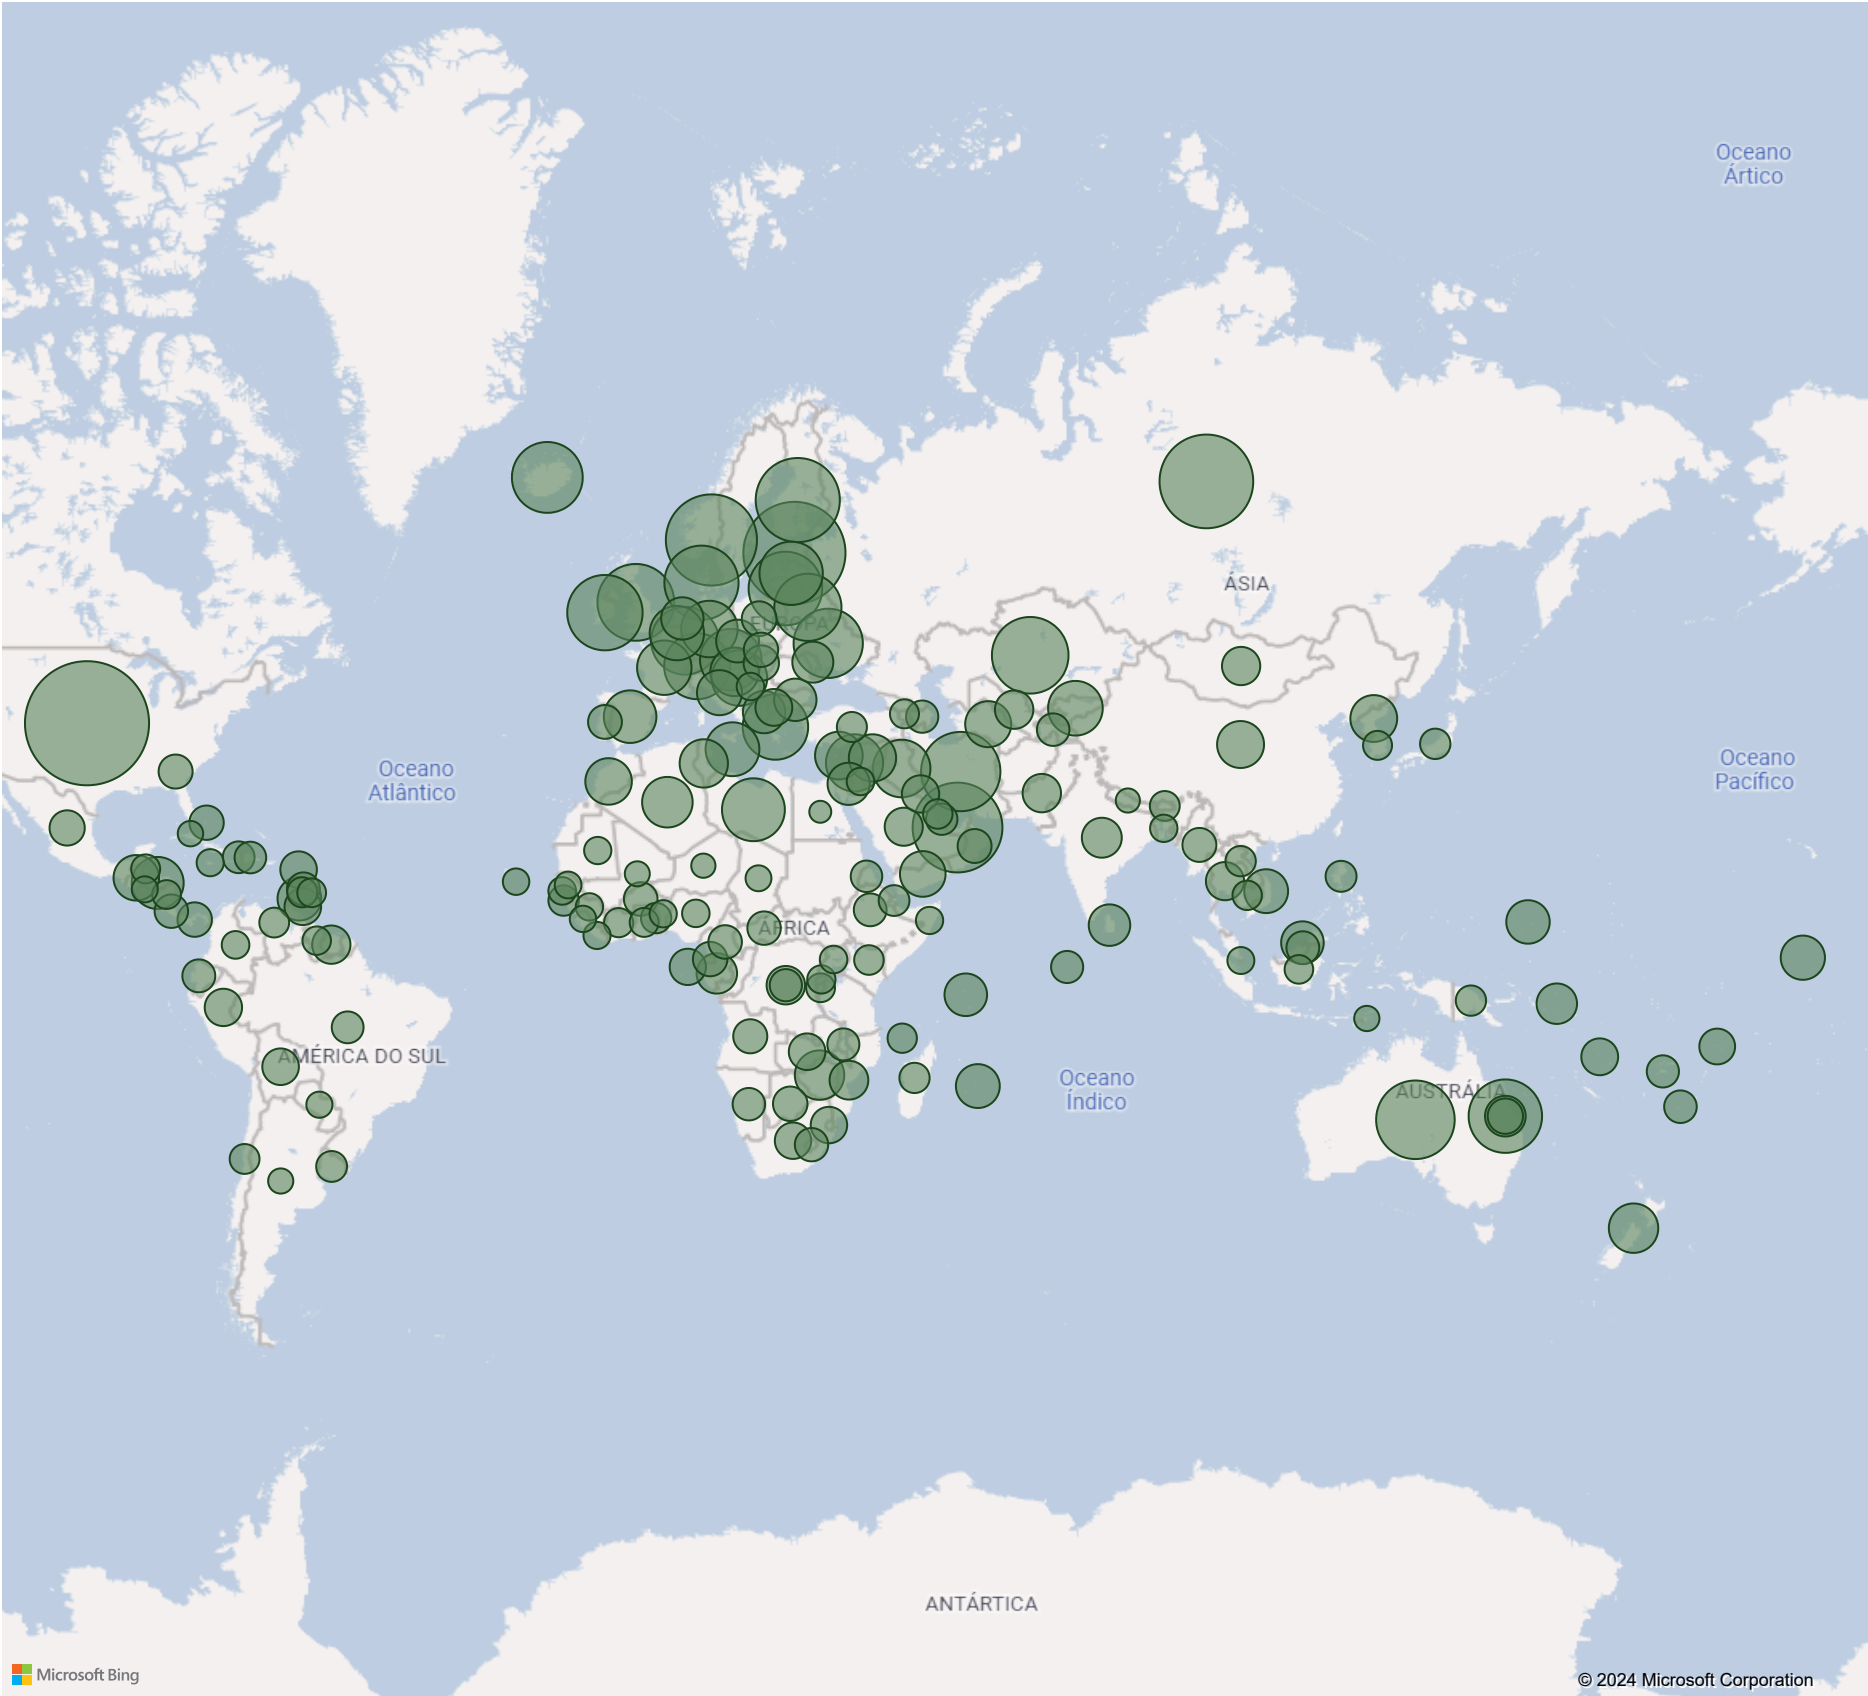 Oceano
Ártico
ÁSIA
EUROPA
Oceano
Atlântico
Oceano
Pacífico
ÁFRICA
AMÉRICA DO SUL
Oceano
Índico
AUSTRÁLIA
ANTÁRTICA
Microsoft Bing
© 2024 Microsoft Corporation